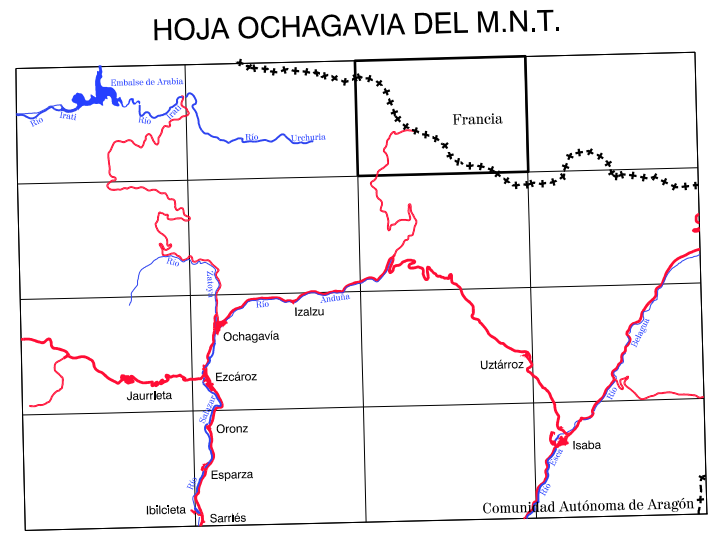 HOJA OCHAGAVIA DEL M.N.T.
Embalse de Arabia
Río
Irati
Río
Irati
Río
Urchuria
Francia
Río
Zatoya
Río
Anduña
Izalzu
Ochagavía
Belagua
Uztárroz
Ezcároz
Jaurrieta
Río
Salazar
Oronz
Isaba
Esca
Esparza
Río
Río
Ibilcieta
Sarriés
Comunidad Autónoma de Aragón